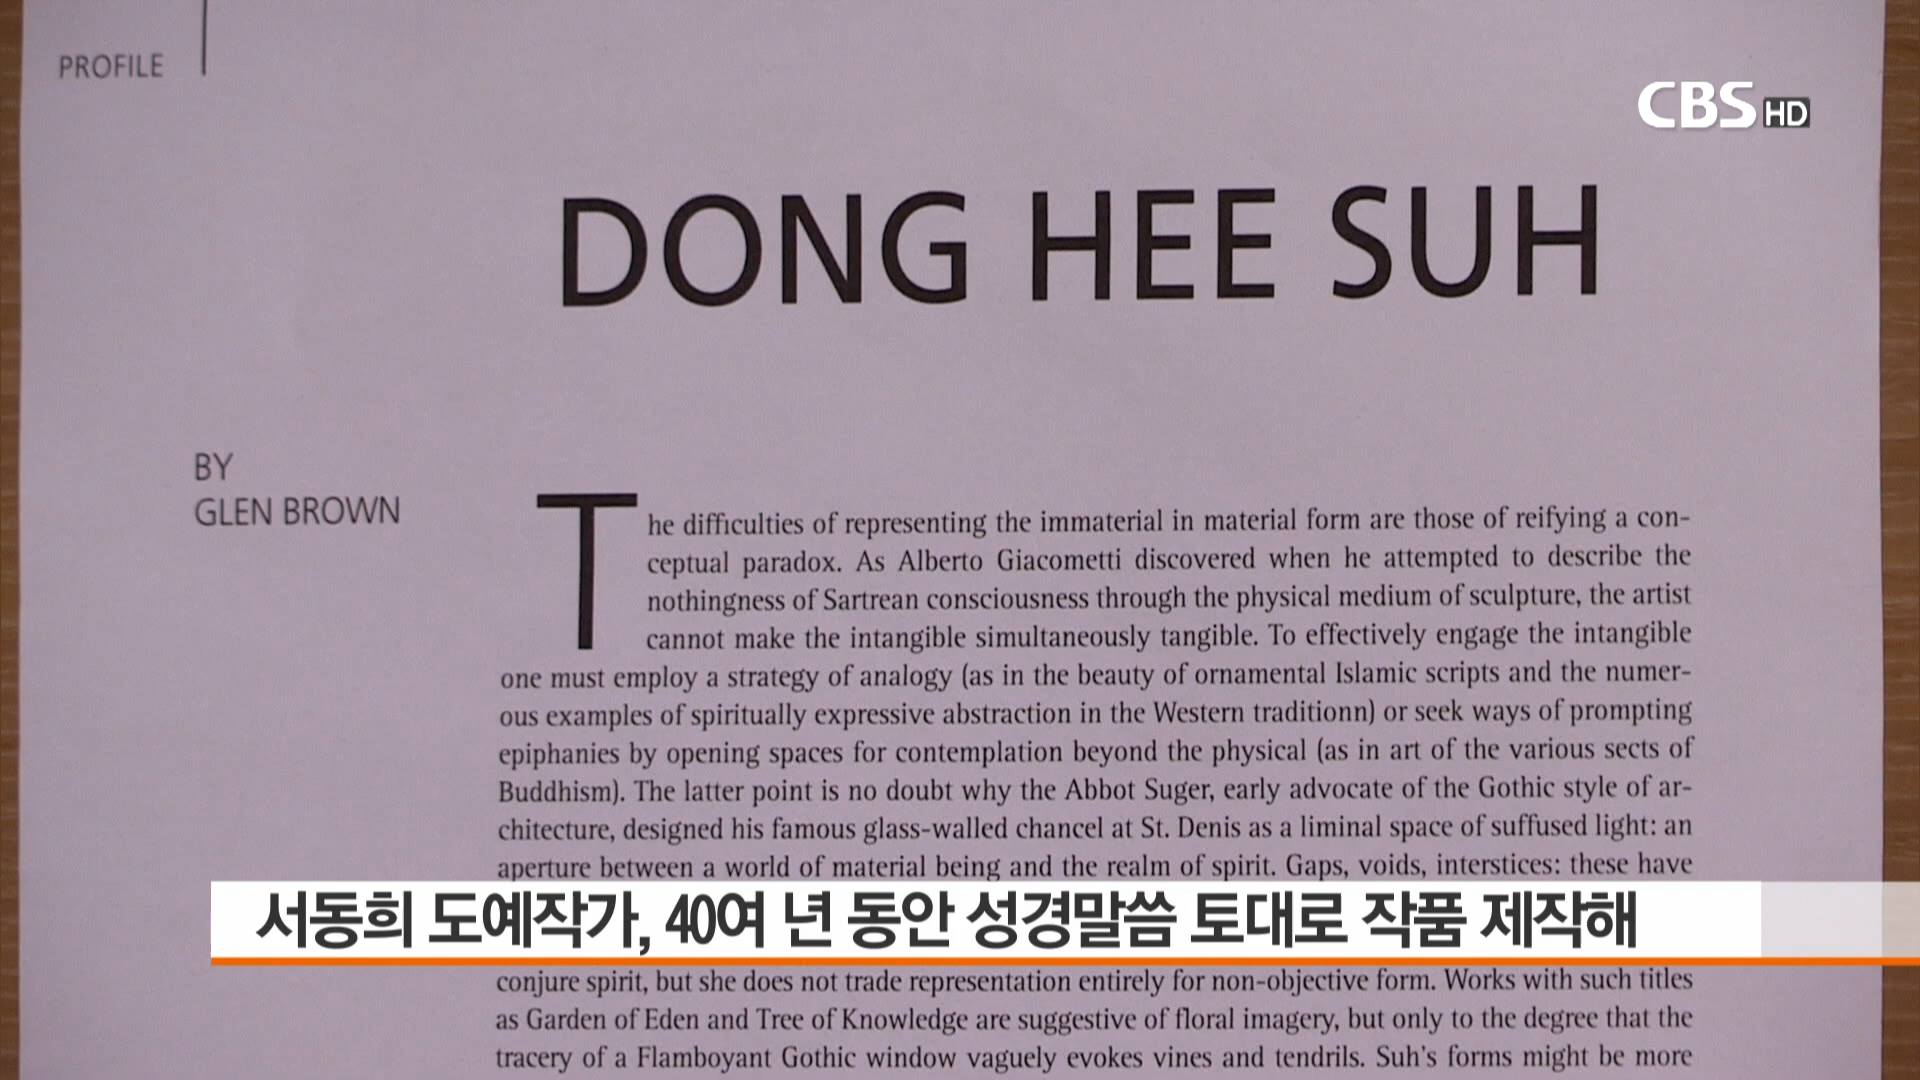 PROFILE
CBS HD
DONG HEE SUH
BY
GLEN BROWN
The difficulties of representing the immaterial in material form are those of reifying a con-
ceptual paradox. As Alberto Giacometti discovered when he attempted to describe the
nothingness of Sartrean consciousness through the physical medium of sculpture, the artist
cannot make the intangible simultaneously tangible. To effectively engage the intangible
one must employ a strategy of analogy (as in the beauty of ornamental Islamic scripts and the numer-
ous examples of spiritually expressive abstraction in the Western traditionn) or seek ways of prompting
epiphanies by opening spaces for contemplation beyond the physical (as in art of the various sects of
Buddhism). The latter point is no doubt why the Abbot Suger, early advocate of the Gothic style of ar-
chitecture, designed his famous glass-walled chancel at St. Denis as a liminal space of suffused light: an
aperture between a world of material being and the realm of spirit. Gaps, voids, interstices: these have
서동희 도예작가, 40여 년 동안 성경말씀 토대로 작품 제작해
conjure spirit, but she does not trade representation entirely for non-objective form. Works with such titles
as Garden of Eden and Tree of Knowledge are suggestive of floral imagery, but only to the degree that the
tracery of a Flamboyant Gothic window vaguely evokes vines and tendrils. Suh's forms might be more